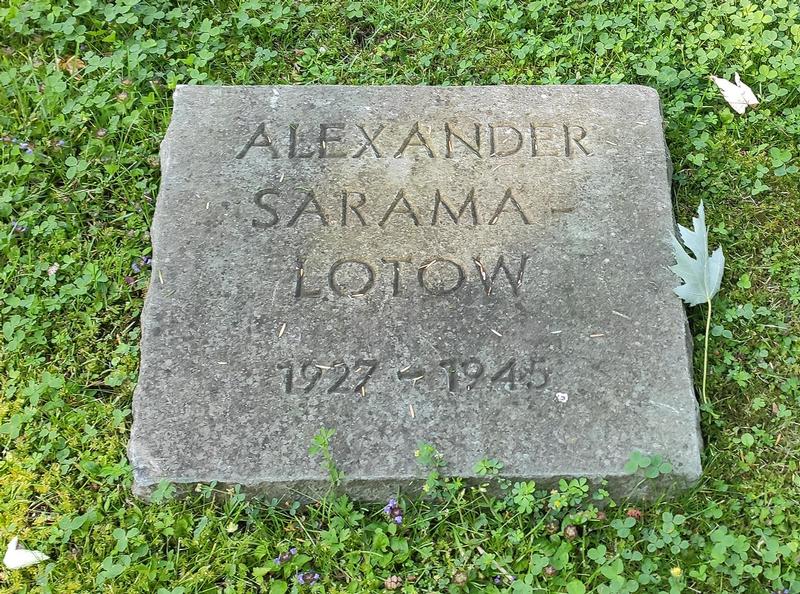 ALEXANDER
SARAMA-
LOTOW
1927-1945